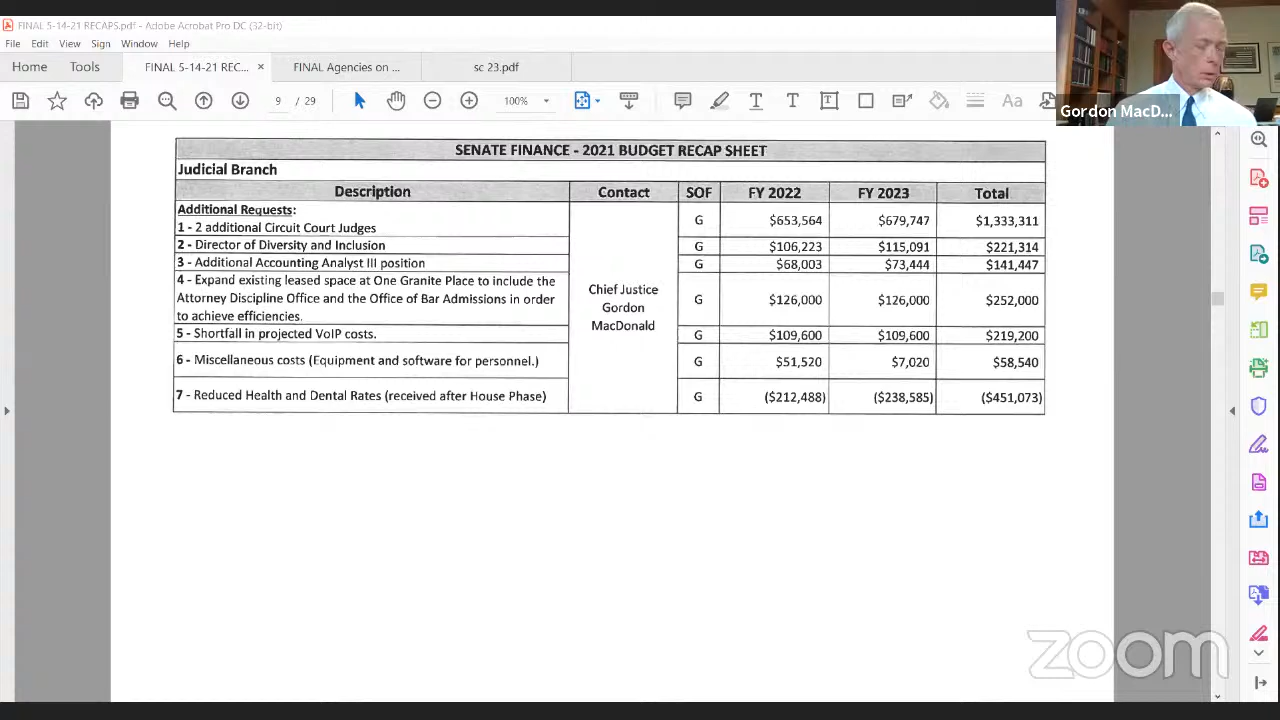 FINAL 5-14-21 RECAPS.pdf - Adobe Acrobat Pro DC (32-bit)
File Edit View Sign Window Help
Home Tools FINAL 5-14-21 REC... × FINAL Agencies on ... sc 23.pdf
/ 29 100% Aa
Gordon MacD...
SENATE FINANCE - 2021 BUDGET RECAP SHEET
Judicial Branch
Description Contact SOF FY 2022 FY 2023 Total
Additional Requests:
1 - 2 additional Circuit Court Judges G $653,564 $679,747 $1,333,311
2 - Director of Diversity and Inclusion G $106,223 $115,091 $221,314
3 - Additional Accounting Analyst III position G $68,003 $73,444 $141,447
4 - Expand existing leased space at One Granite Place to include the
Attorney Discipline Office and the Office of Bar Admissions in order
to achieve efficiencies. G $126,000 $126,000 $252,000
Chief Justice
Gordon
MacDonald
5 - Shortfall in projected VoIP costs. G $109,600 $109,600 $219,200
6 - Miscellaneous costs (Equipment and software for personnel.) G $51,520 $7,020 $58,540
7 - Reduced Health and Dental Rates (received after House Phase) G ($212,488) ($238,585) ($451,073)
zoom